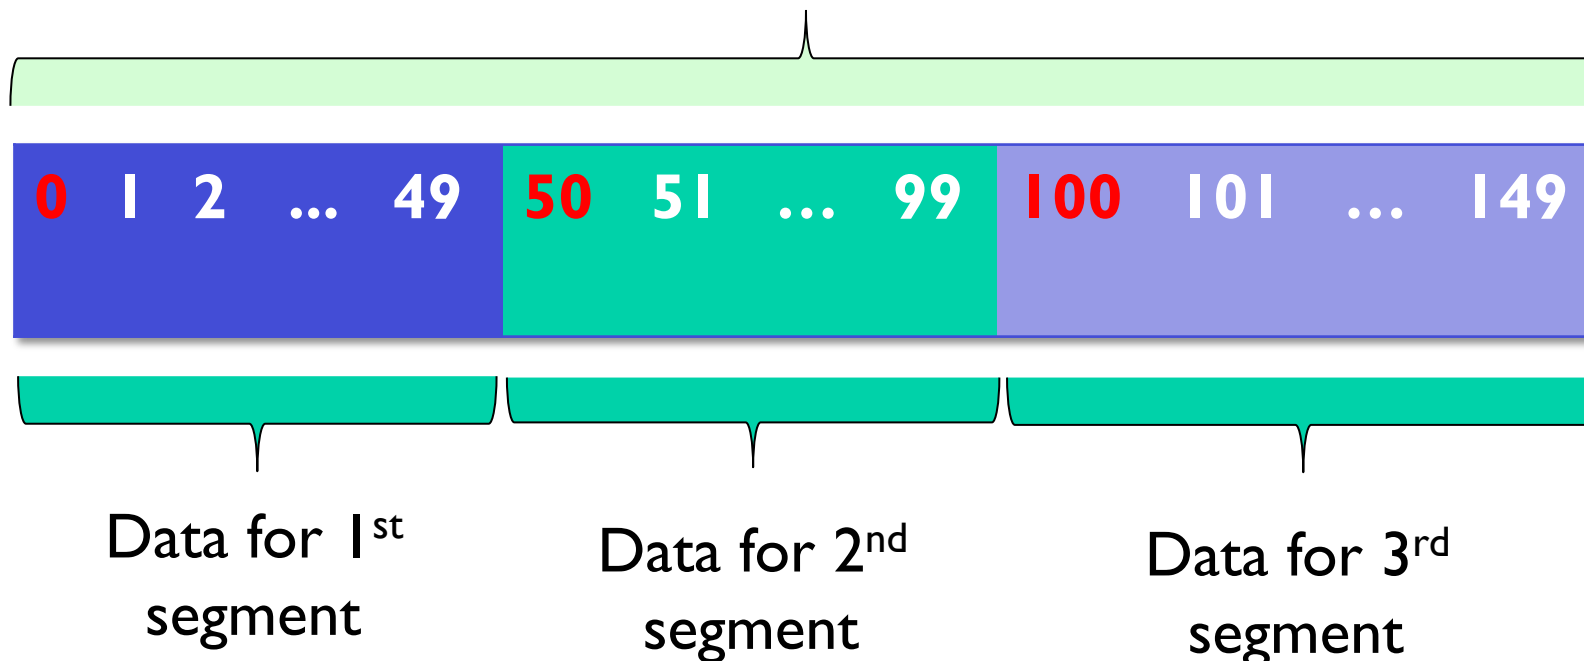 0 1 2 ... 49 50 51 ... 99 100 101 ... 149
Data for 1st
segment
Data for 2nd
segment
Data for 3rd
segment